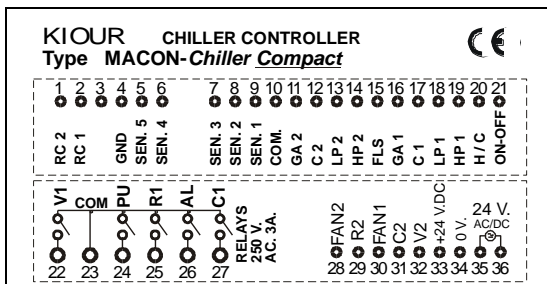 KIOUR CHILLER CONTROLLER
Type MACON-Chiller Compact
CE
1 2 3 4 5 6 7 8 9 10 11 12 13 14 15 16 17 18 19 20 21
RC 2 RC 1 GND SEN. 5 SEN. 4 SEN. 3 SEN. 2 SEN. 1 COM. GA 2 C 2 LP 2 HP 2 FLS GA 1 C 1 LP 1 HP 1 H / C ON-OFF
V1 COM PU R1 AL C1
RELAYS
250 V.
AC. 3A.
FAN2 R2 FAN1 C2 V2 +24 V.DC 0 V.
24 V.
AC/DC
22 23 24 25 26 27 28 29 30 31 32 33 34 35 36